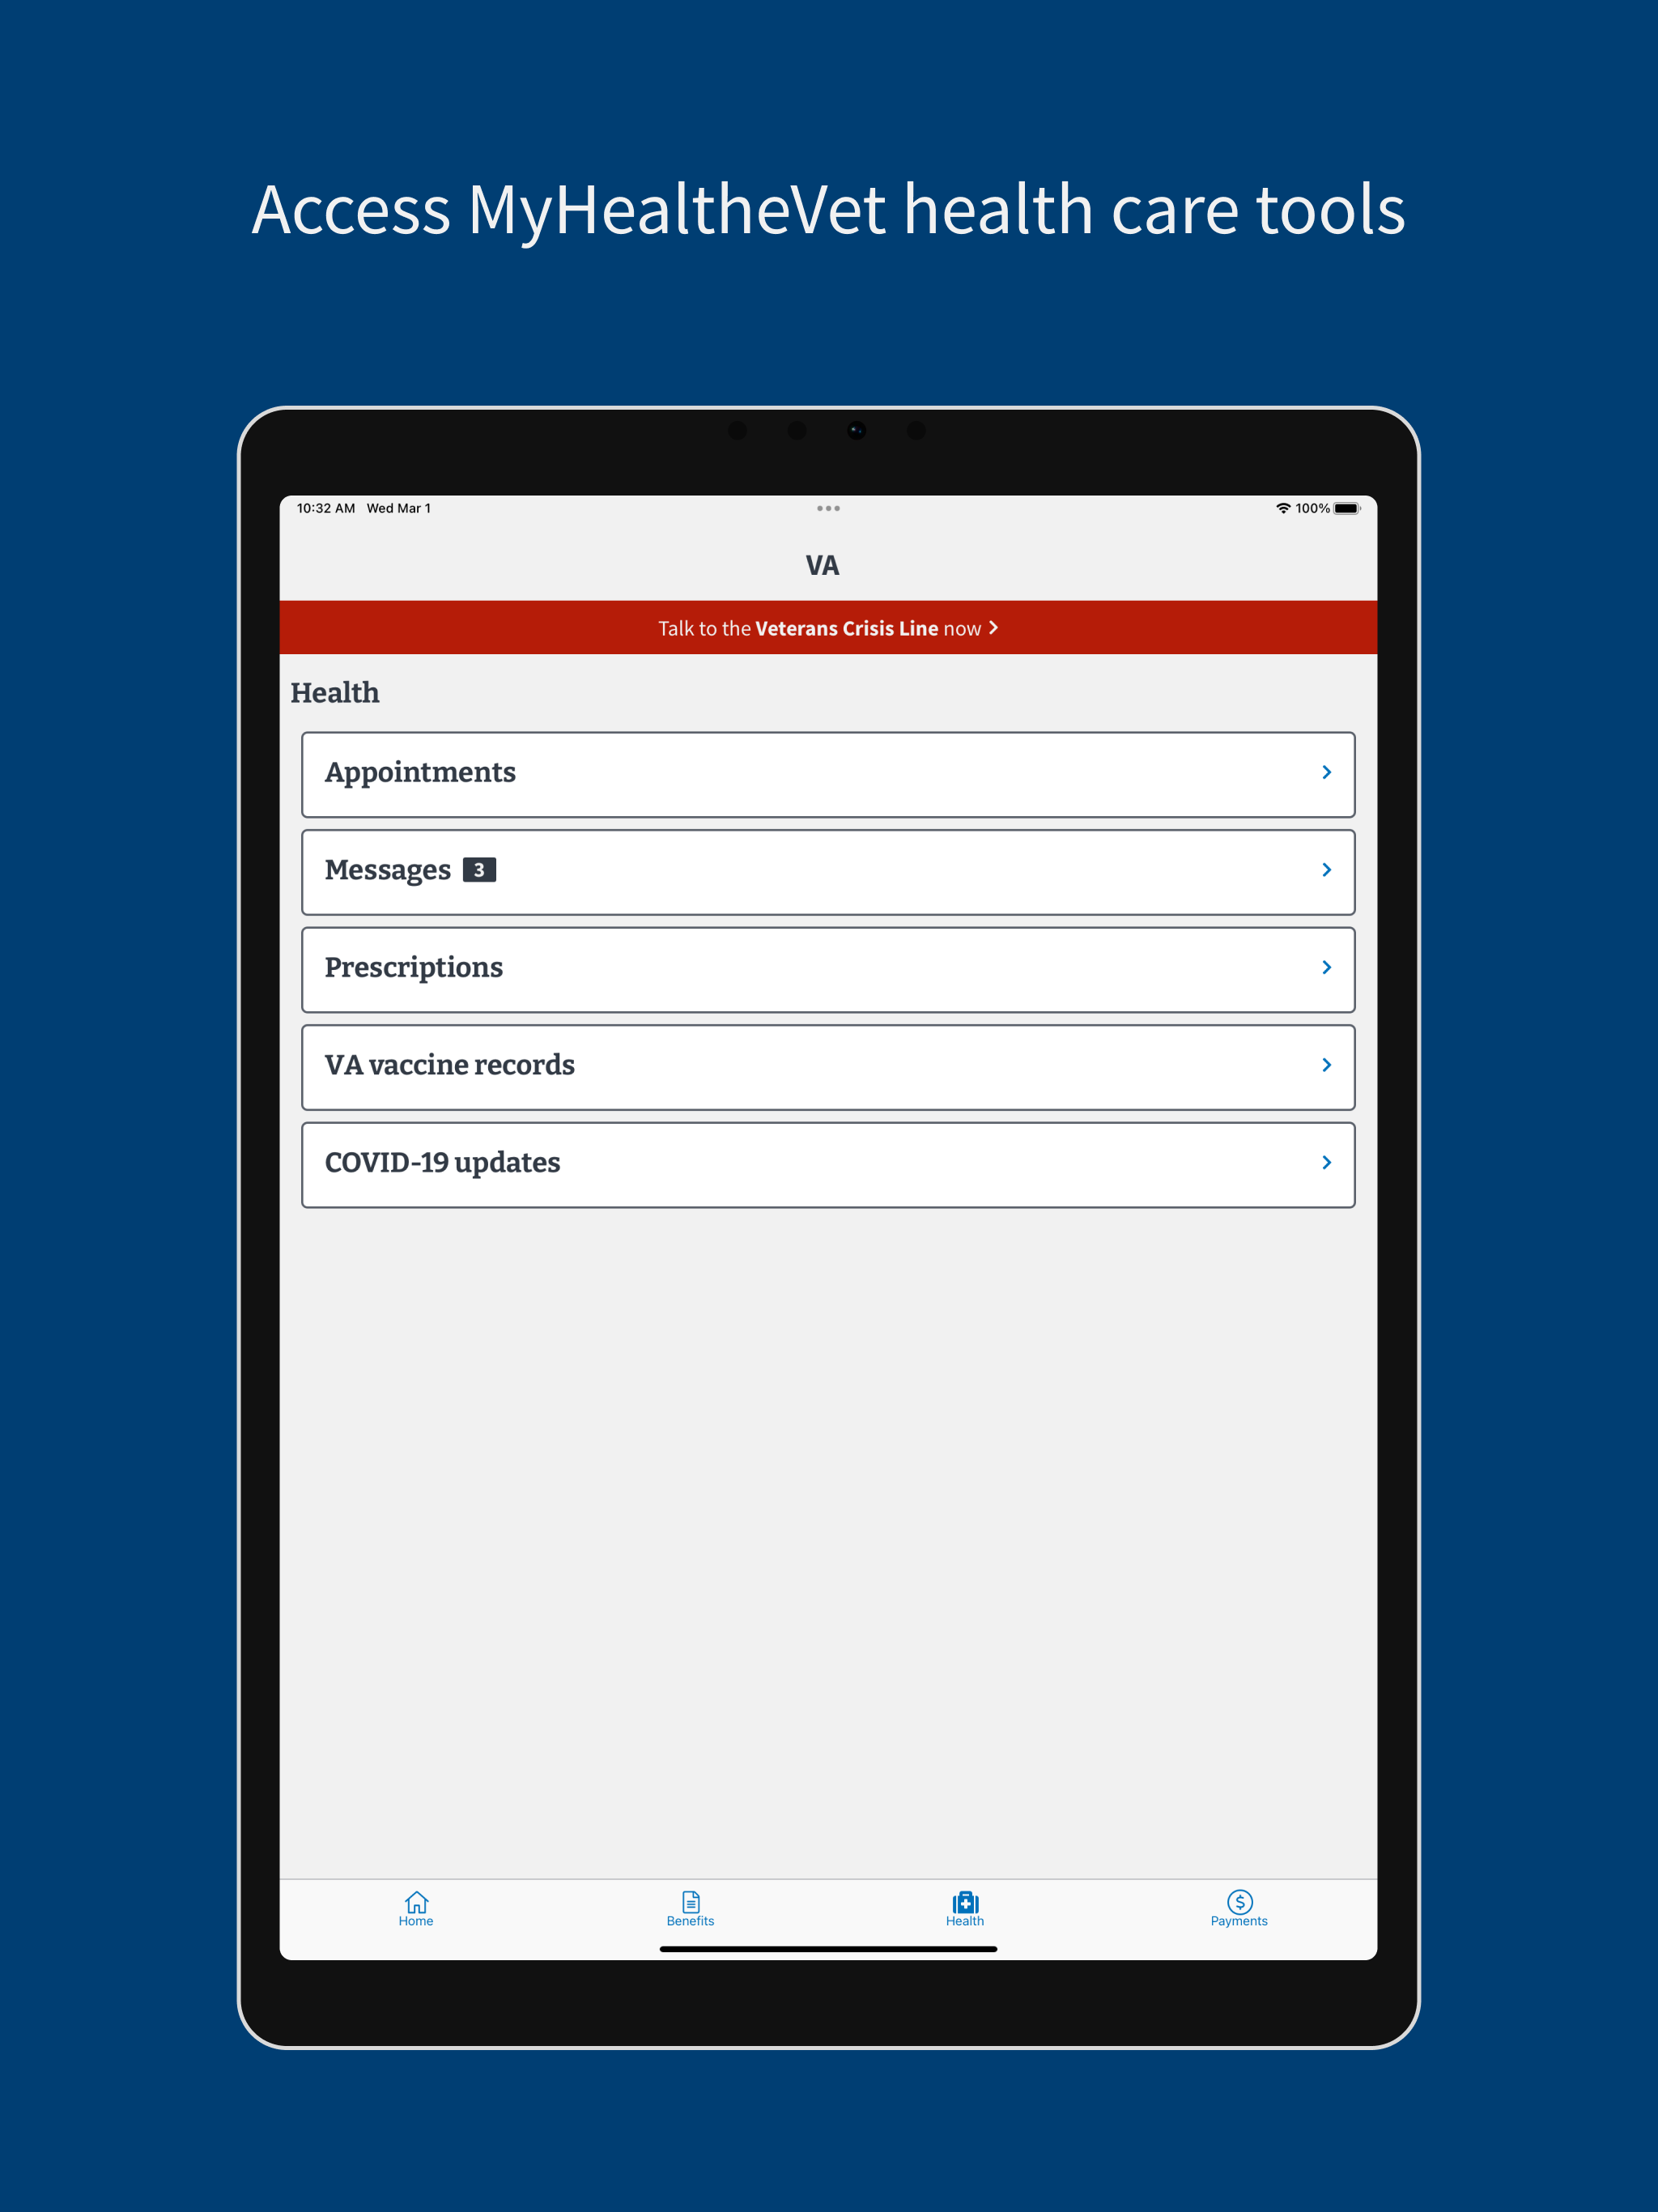 Access MyHealtheVet health care tools
10:32 AM Wed Mar 1
100%
VA
Talk to the Veterans Crisis Line now
Health
Appointments
Messages 3
Prescriptions
VA vaccine records
COVID-19 updates
Home Benefits Health Payments